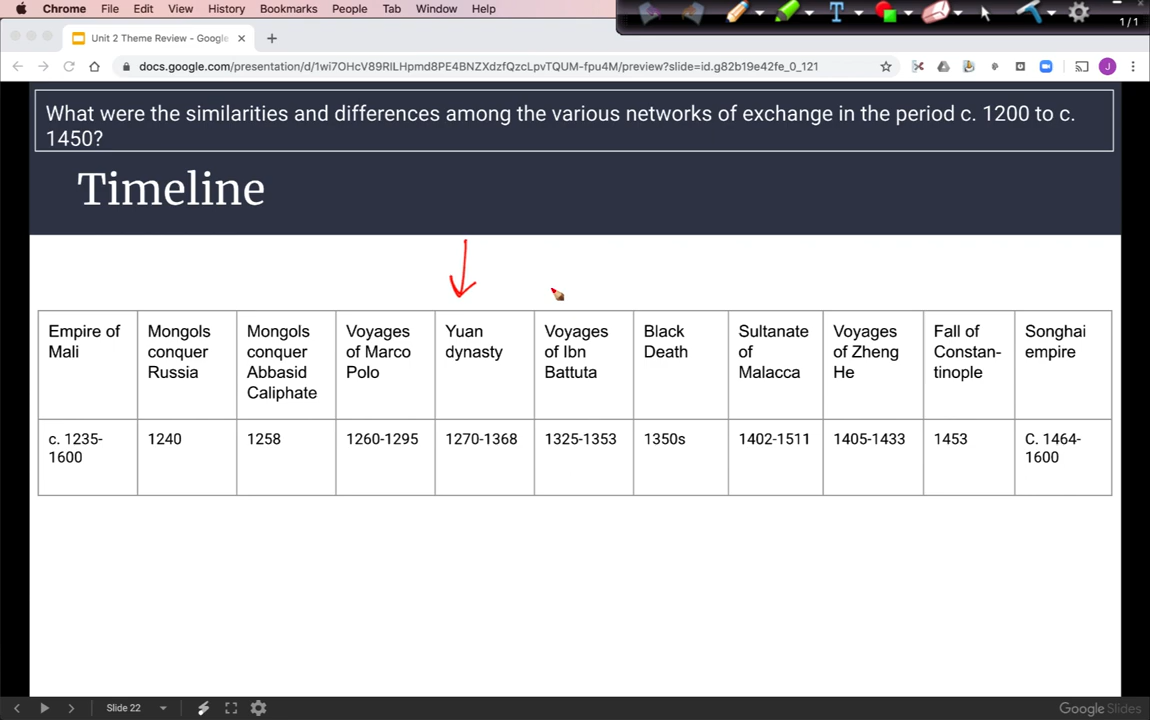 Chrome File Edit View History Bookmarks People Tab Window Help
1/1
Unit 2 Theme Review - Google
docs.google.com/presentation/d/1wi7OHcV89RILHpmd8PE4BNZXdzfQzcLpvTQUM-fpu4M/preview?slide=id.g82b19e42fe_0_121
J
What were the similarities and differences among the various networks of exchange in the period c. 1200 to c.
1450?
Timeline
Empire of
Mali
Mongols
conquer
Russia
Mongols
conquer
Abbasid
Caliphate
Voyages
of Marco
Polo
Yuan
dynasty
Voyages
of Ibn
Battuta
Black
Death
Sultanate
of
Malacca
Voyages
of Zheng
He
Fall of
Constan-
tinople
Songhai
empire
c. 1235-
1600
1240
1258
1260-1295
1270-1368
1325-1353
1350s
1402-1511
1405-1433
1453
C. 1464-
1600
Slide 22
Google Slides